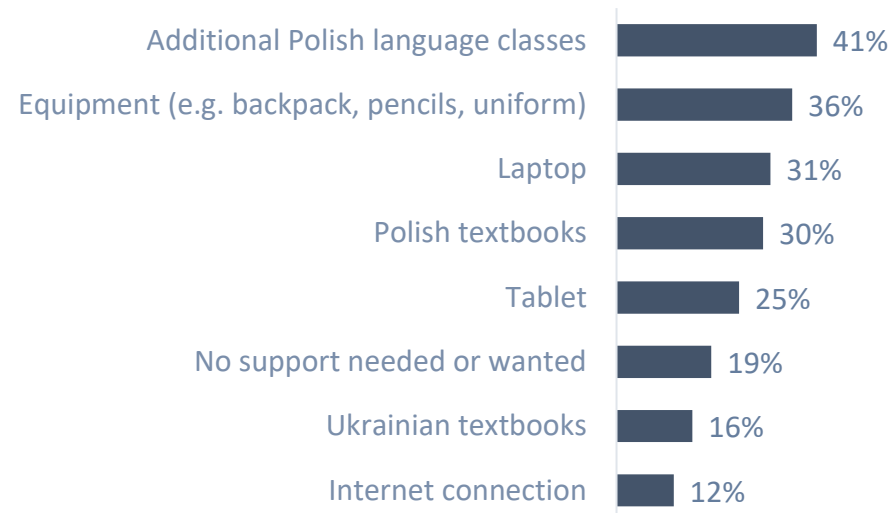 Additional Polish language classes 41%
Equipment (e.g. backpack, pencils, uniform) 36%
Laptop 31%
Polish textbooks 30%
Tablet 25%
No support needed or wanted 19%
Ukrainian textbooks 16%
Internet connection 12%